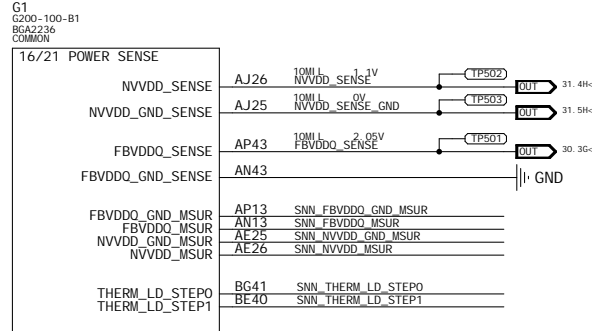 G1
G200-100-B1
BGA2236
COMMON
16/21 POWER SENSE
NVVDD_SENSE AJ26 10MIL 1.1V NVVDD_SENSE TP502 OUT 31.4H<
NVVDD_GND_SENSE AJ25 10MIL 0V NVVDD_SENSE_GND TP503 OUT 31.5H<
FBVDDQ_SENSE AP43 10MIL 2.05V FBVDDQ_SENSE TP501 OUT 30.3G<
FBVDDQ_GND_SENSE AN43 GND
FBVDDQ_GND_MSUR AP13 SNN_FBVDDQ_GND_MSUR
FBVDDQ_MSUR AN13 SNN_FBVDDQ_MSUR
NVVDD_GND_MSUR AE25 SNN_NVVDD_GND_MSUR
NVVDD_MSUR AE26 SNN_NVVDD_MSUR
THERM_LD_STEP0 BG41 SNN_THERM_LD_STEP0
THERM_LD_STEP1 BE40 SNN_THERM_LD_STEP1